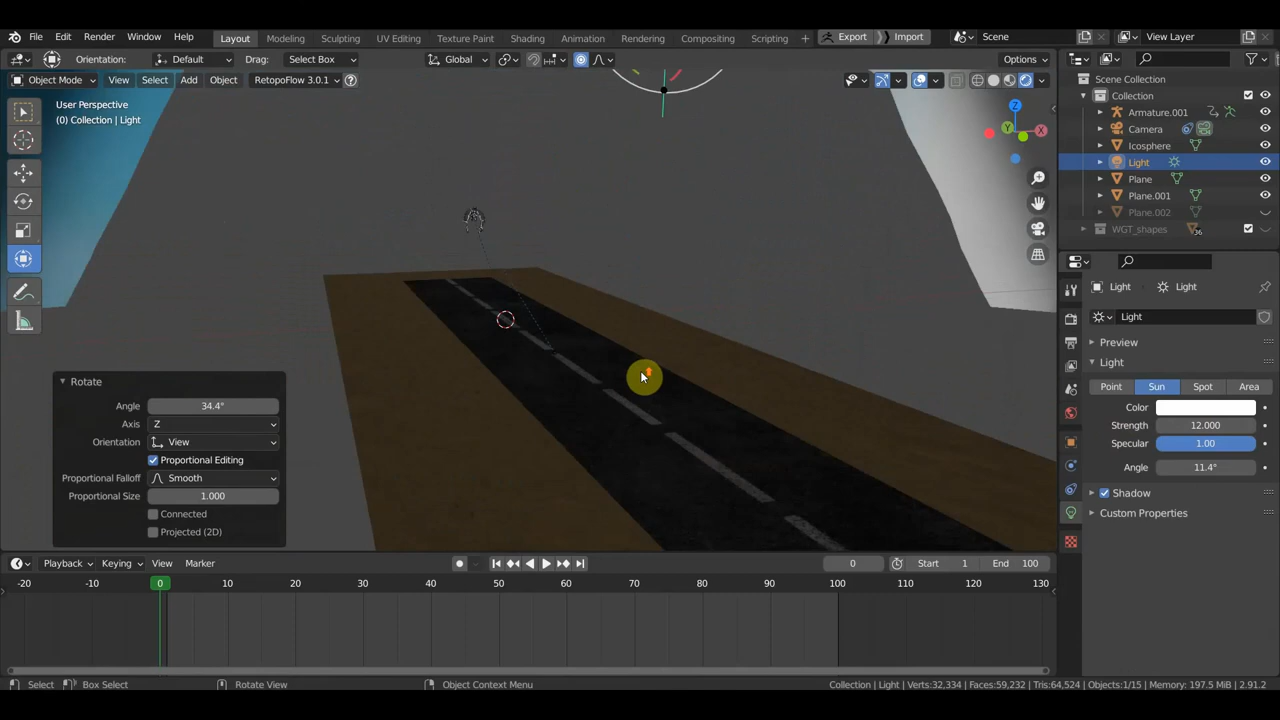 File Edit Render Window Help Layout Modeling Sculpting UV Editing Texture Paint Shading Animation Rendering Compositing Scripting + Export Import Scene View Layer
Orientation: Default Drag: Select Box Global Options
Object Mode View Select Add Object RetopoFlow 3.0.1 ?
User Perspective
(0) Collection | Light
Z
Y
X
Rotate
Angle 34.4°
Axis Z
Orientation View
Proportional Editing
Proportional Falloff Smooth
Proportional Size 1.000
Connected
Projected (2D)
Scene Collection
Collection
Armature.001
Camera
Icosphere
Light
Plane
Plane.001
Plane.002
WGT_shapes 36
Light Light
Light
Preview
Light
Point Sun Spot Area
Color
Strength 12.000
Specular 1.00
Angle 11.4°
Shadow
Custom Properties
Playback Keying View Marker 0 Start 1 End 100
-20 -10 0 10 20 30 40 50 60 70 80 90 100 110 120 130
Select Box Select Rotate View Object Context Menu Collection | Light | Verts:32,334 | Faces:59,232 | Tris:64,524 | Objects:1/15 | Memory: 197.5 MiB | 2.91.2